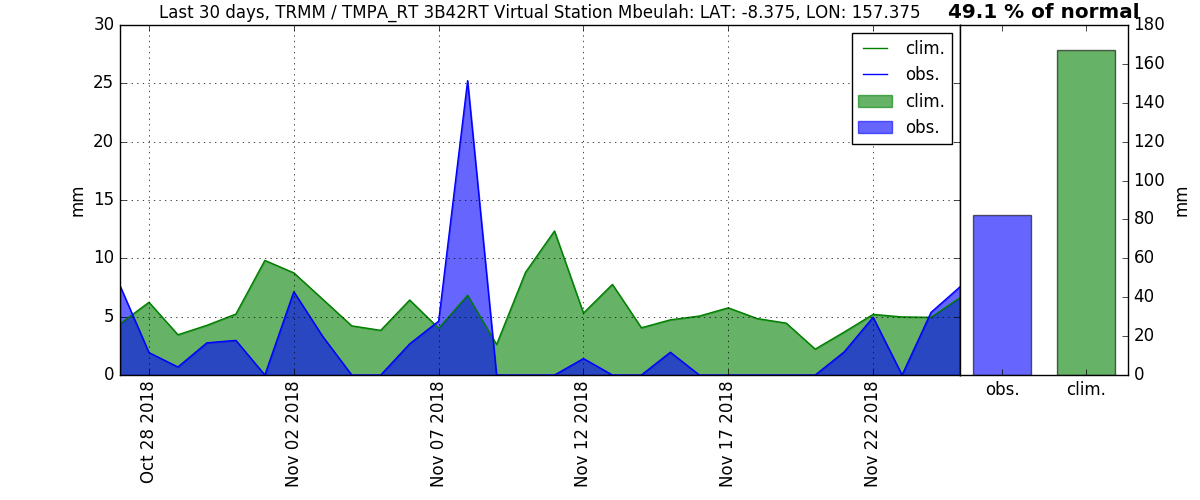 Last 30 days, TRMM / TMPA_RT 3B42RT Virtual Station Mbeulah: LAT: -8.375, LON: 157.375
49.1 % of normal
30
25
20
15
10
5
0
mm
clim.
obs.
clim.
obs.
Oct 28 2018
Nov 02 2018
Nov 07 2018
Nov 12 2018
Nov 17 2018
Nov 22 2018
180
160
140
120
100
80
60
40
20
0
mm
obs.
clim.